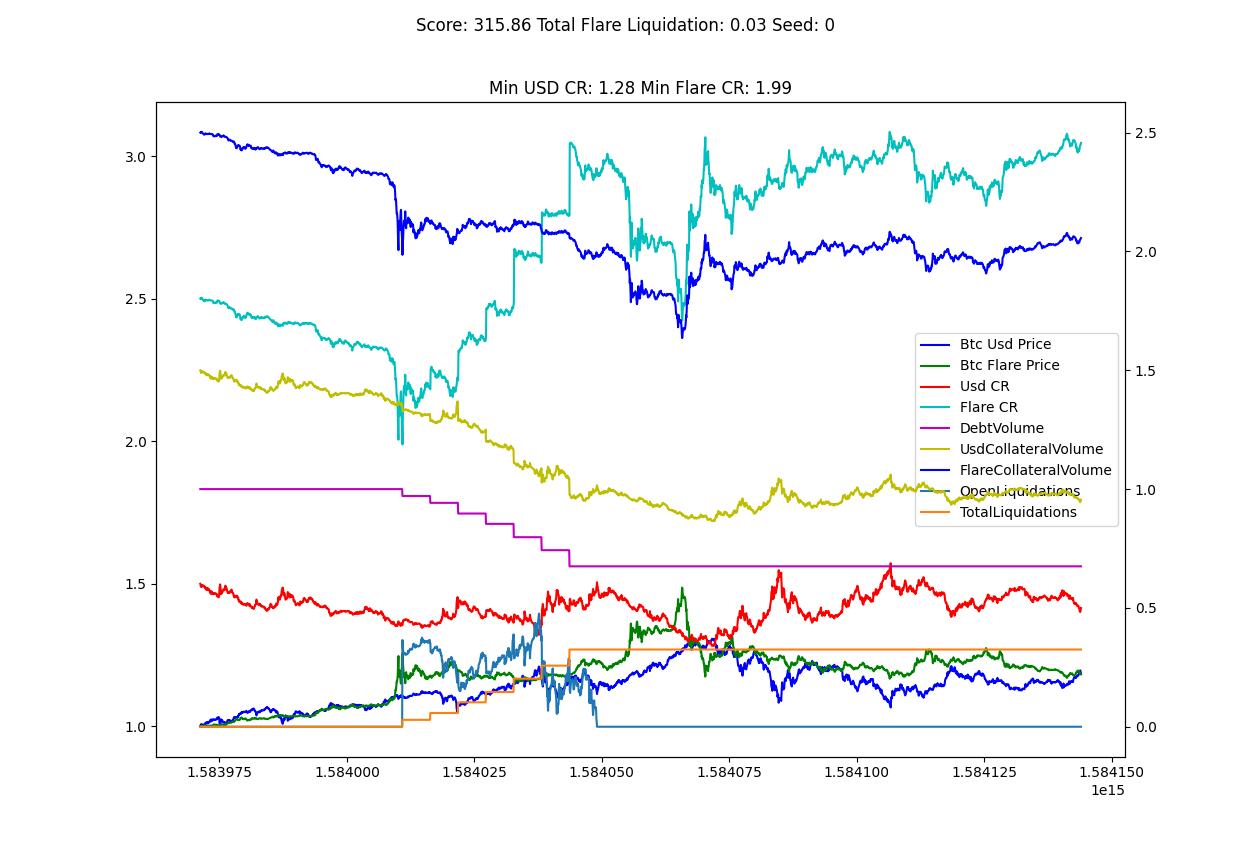 Score: 315.86 Total Flare Liquidation: 0.03 Seed: 0
Min USD CR: 1.28 Min Flare CR: 1.99
3.0
2.5
2.0
1.5
1.0
2.5
2.0
1.5
1.0
0.5
0.0
Btc Usd Price
Btc Flare Price
Usd CR
Flare CR
DebtVolume
UsdCollateralVolume
FlareCollateralVolume
OpenLiquidations
TotalLiquidations
1.583975 1.584000 1.584025 1.584050 1.584075 1.584100 1.584125 1.584150
1e15